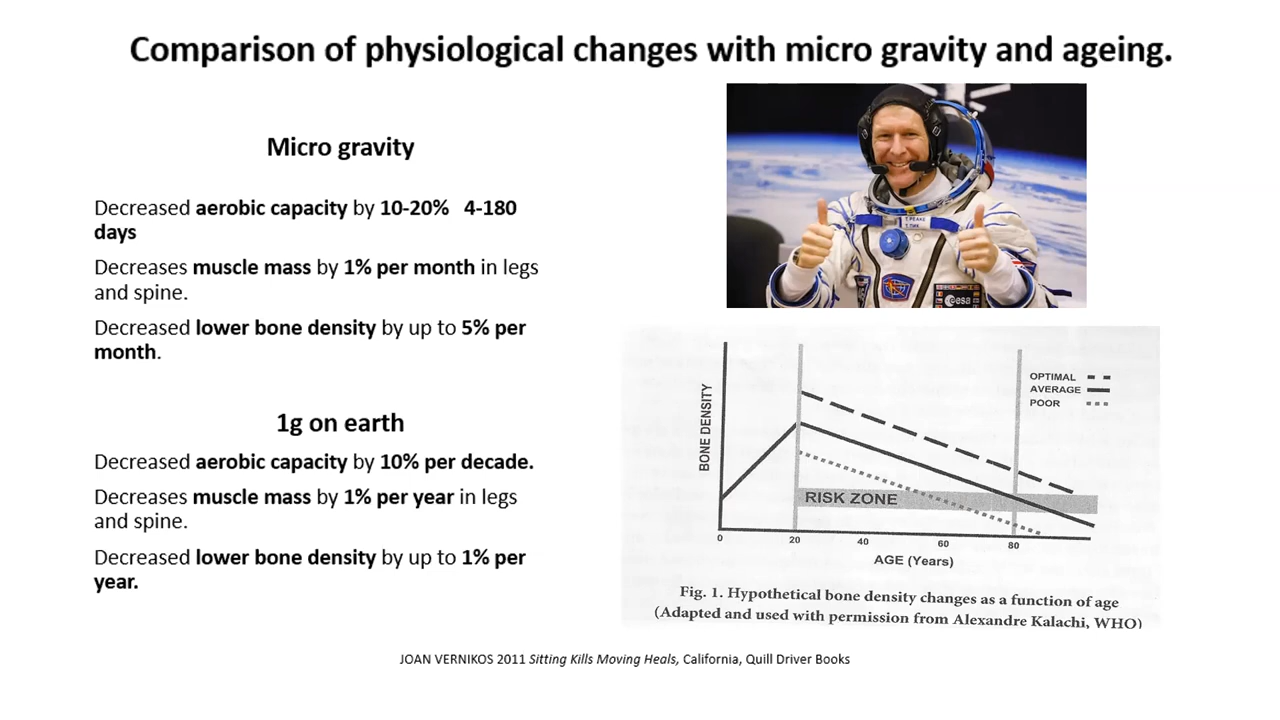 Comparison of physiological changes with micro gravity and ageing.
Micro gravity
Decreased aerobic capacity by 10-20% 4-180
days
Decreases muscle mass by 1% per month in legs
and spine.
Decreased lower bone density by up to 5% per
month.
1g on earth
Decreased aerobic capacity by 10% per decade.
Decreases muscle mass by 1% per year in legs
and spine.
Decreased lower bone density by up to 1% per
year.
T. PEAKE
esa
OPTIMAL
AVERAGE
POOR
BONE DENSITY
RISK ZONE
0 20 40 60 80
AGE (Years)
Fig. 1. Hypothetical bone density changes as a function of age
(Adapted and used with permission from Alexandre Kalachi, WHO)
JOAN VERNIKOS 2011 Sitting Kills Moving Heals, California, Quill Driver Books